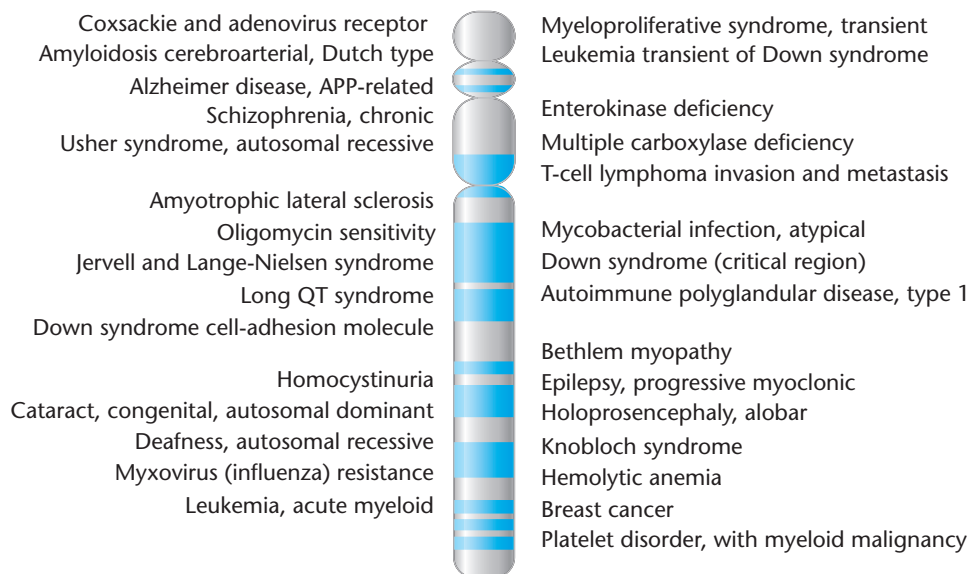 Coxsackie and adenovirus receptor
Amyloidosis cerebroarterial, Dutch type
Alzheimer disease, APP-related
Schizophrenia, chronic
Usher syndrome, autosomal recessive
Amyotrophic lateral sclerosis
Oligomycin sensitivity
Jervell and Lange-Nielsen syndrome
Long QT syndrome
Down syndrome cell-adhesion molecule
Homocystinuria
Cataract, congenital, autosomal dominant
Deafness, autosomal recessive
Myxovirus (influenza) resistance
Leukemia, acute myeloid
Myeloproliferative syndrome, transient
Leukemia transient of Down syndrome
Enterokinase deficiency
Multiple carboxylase deficiency
T-cell lymphoma invasion and metastasis
Mycobacterial infection, atypical
Down syndrome (critical region)
Autoimmune polyglandular disease, type 1
Bethlem myopathy
Epilepsy, progressive myoclonic
Holoprosencephaly, alobar
Knobloch syndrome
Hemolytic anemia
Breast cancer
Platelet disorder, with myeloid malignancy